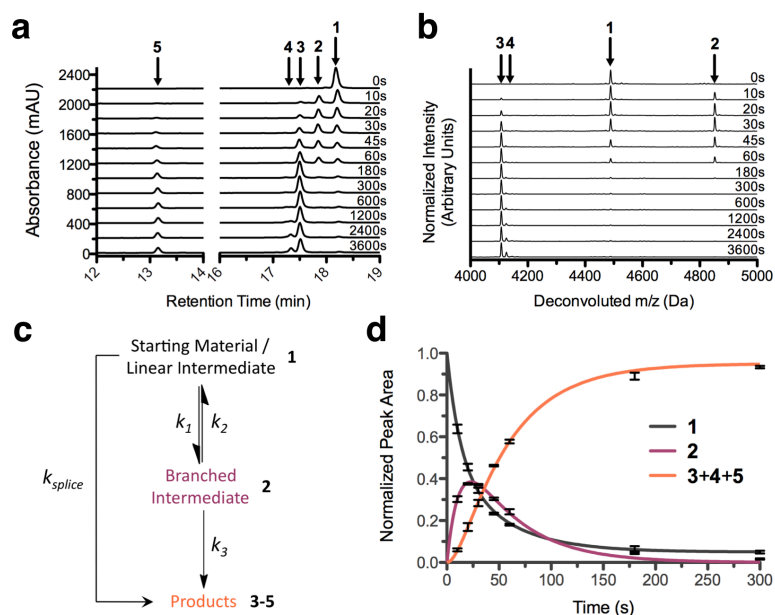 a
5
4 3 2 1
2400
2000
1600
1200
800
400
0
Absorbance (mAU)
0s
10s
20s
30s
45s
60s
180s
300s
600s
1200s
2400s
3600s
12 13 14 16 17 18 19
Retention Time (min)
b
3 4 1 2
Normalized Intensity
(Arbitrary Units)
0s
10s
20s
30s
45s
60s
180s
300s
600s
1200s
2400s
3600s
4000 4200 4400 4600 4800 5000
Deconvoluted m/z (Da)
c
Starting Material /
Linear Intermediate 1
k1 k2
ksplice
Branched
Intermediate 2
k3
Products 3-5
d
1.0
0.8
0.6
0.4
0.2
0.0
Normalized Peak Area
1
2
3+4+5
0 50 100 150 200 250 300
Time (s)